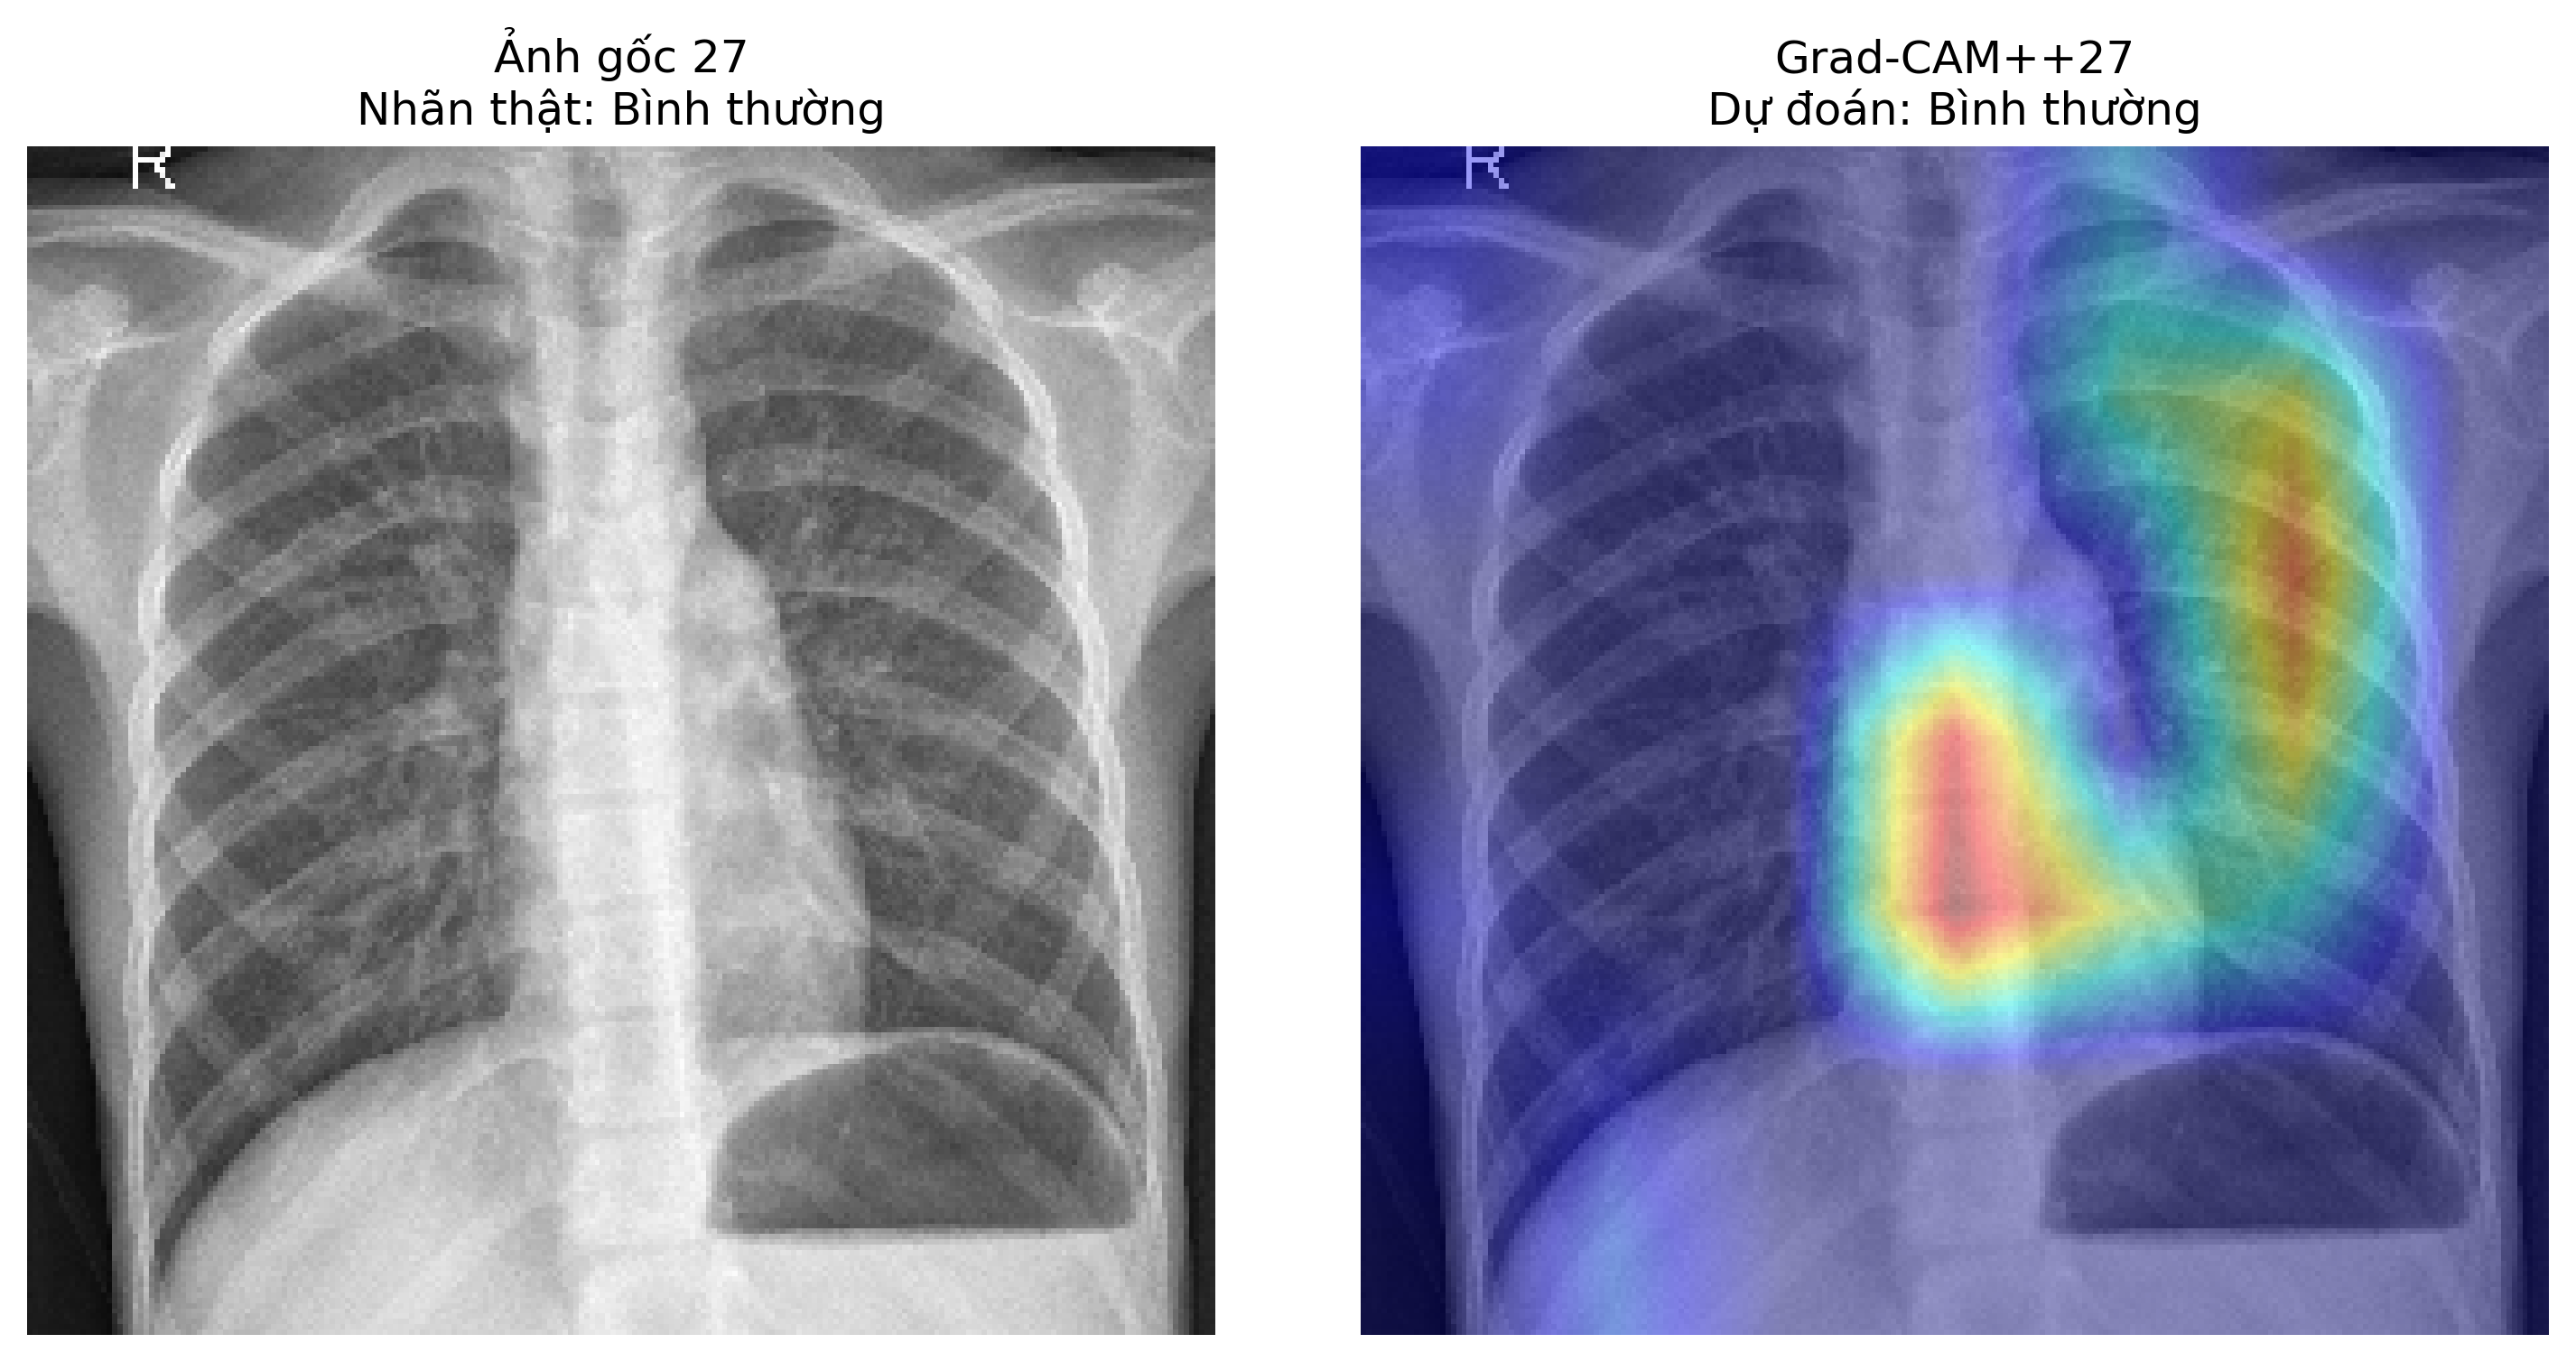 Ảnh gốc 27
Nhãn thật: Bình thường
Grad-CAM++27
Dự đoán: Bình thường
R
R